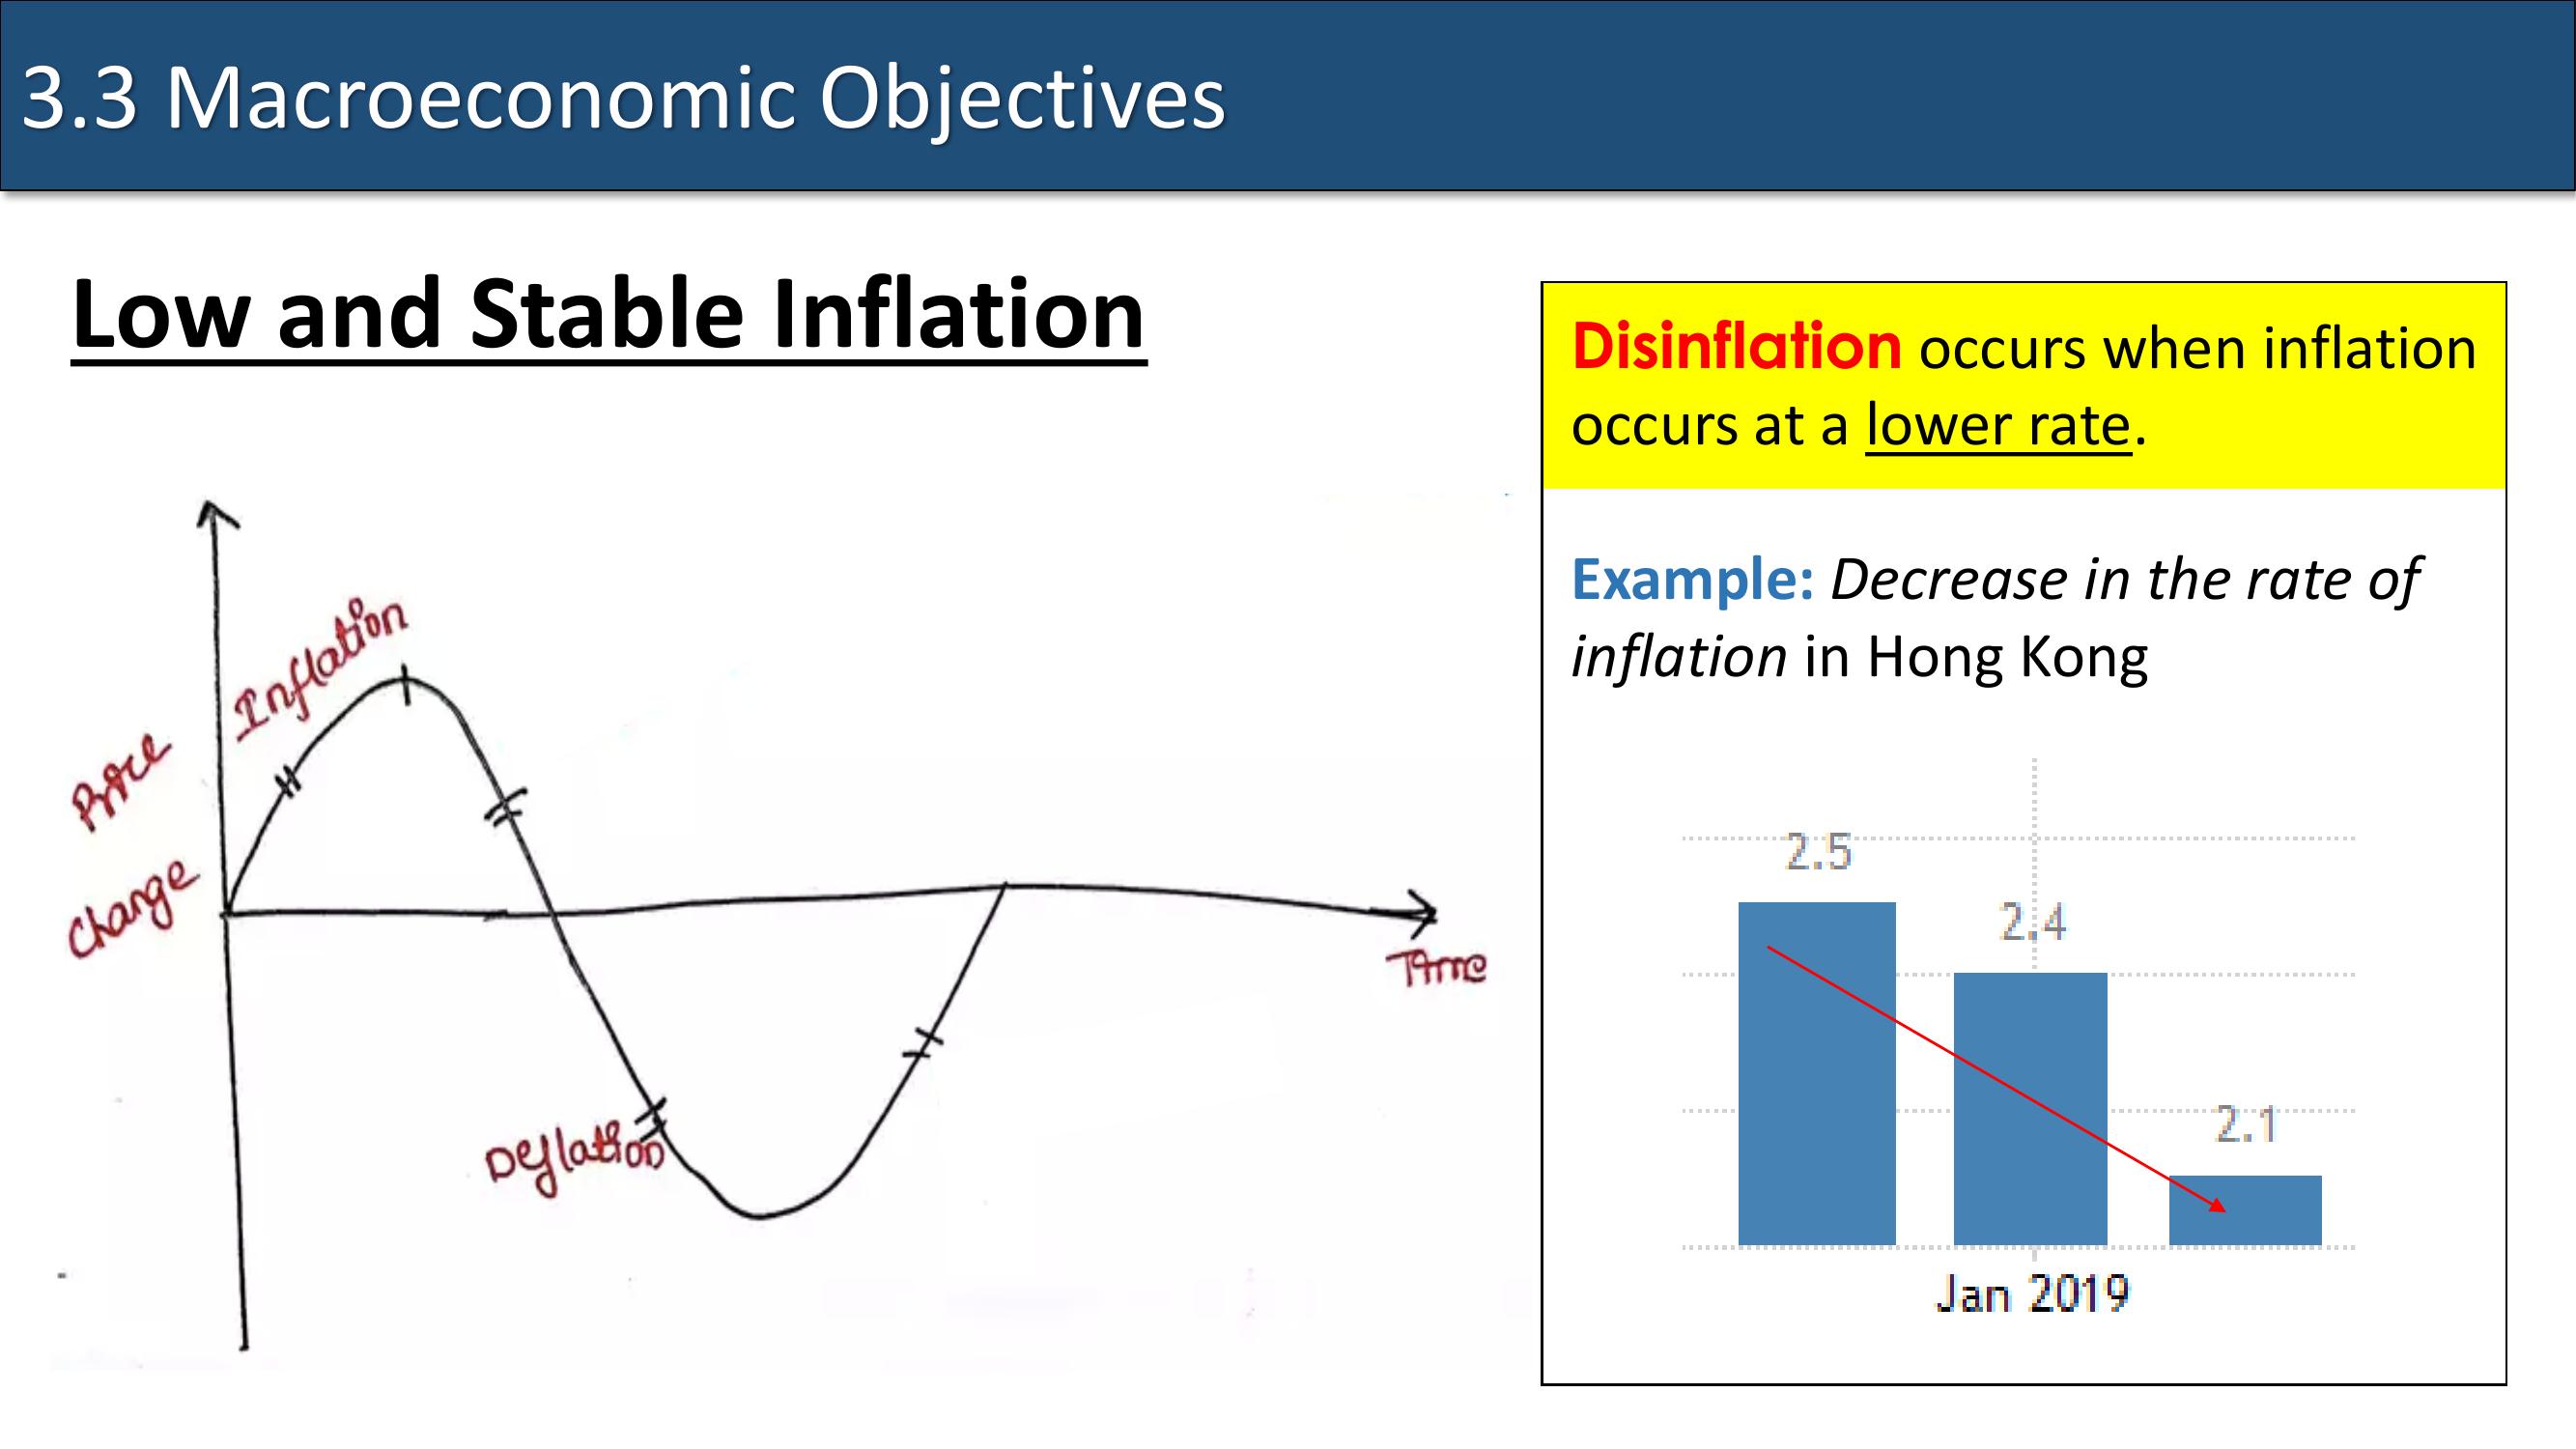 3.3 Macroeconomic Objectives
Low and Stable Inflation
Price
Change
Inflation
Deflation
Time
Disinflation occurs when inflation
occurs at a lower rate.
Example: Decrease in the rate of
inflation in Hong Kong
2.5
2.4
2.1
Jan 2019